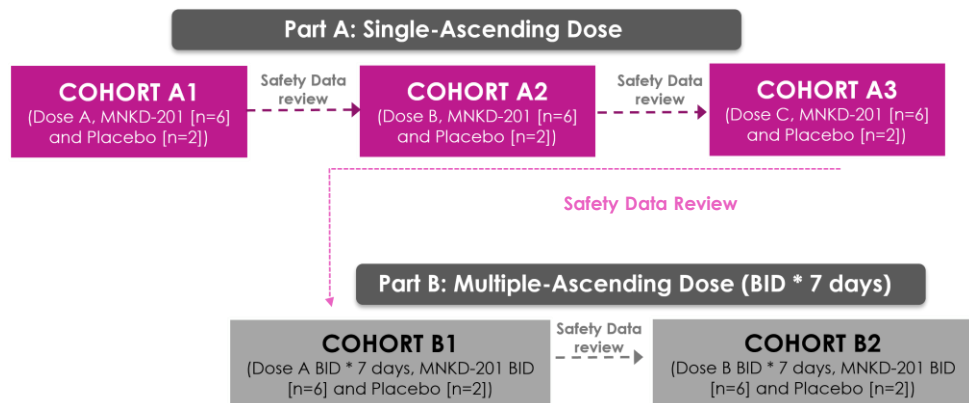 Part A: Single-Ascending Dose
COHORT A1
(Dose A, MNKD-201 [n=6]
and Placebo [n=2])
Safety Data
review
COHORT A2
(Dose B, MNKD-201 [n=6]
and Placebo [n=2])
Safety Data
review
COHORT A3
(Dose C, MNKD-201 [n=6]
and Placebo [n=2])
Safety Data Review
Part B: Multiple-Ascending Dose (BID * 7 days)
COHORT B1
(Dose A BID * 7 days, MNKD-201 BID
[n=6] and Placebo [n=2])
Safety Data
review
COHORT B2
(Dose B BID * 7 days, MNKD-201 BID
[n=6] and Placebo [n=2])